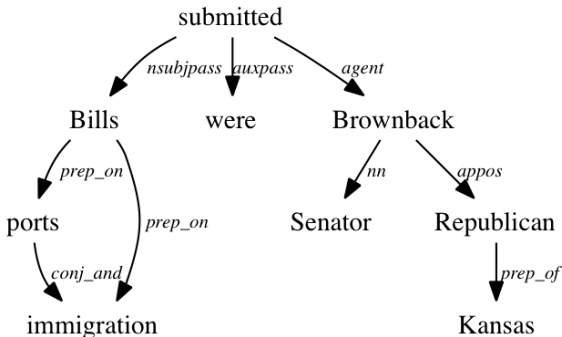 submitted
nsubjpass auxpass agent
Bills were Brownback
prep_on nn appos
ports prep_on Senator Republican
conj_and prep_of
immigration Kansas